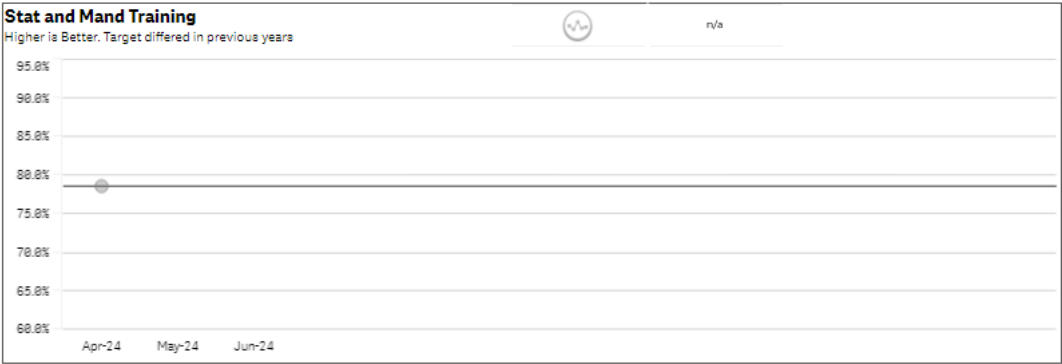 Stat and Mand Training
Higher is Better. Target differed in previous years
n/a
95.0%
90.0%
85.0%
80.0%
75.0%
70.0%
65.0%
60.0%
Apr-24 May-24 Jun-24